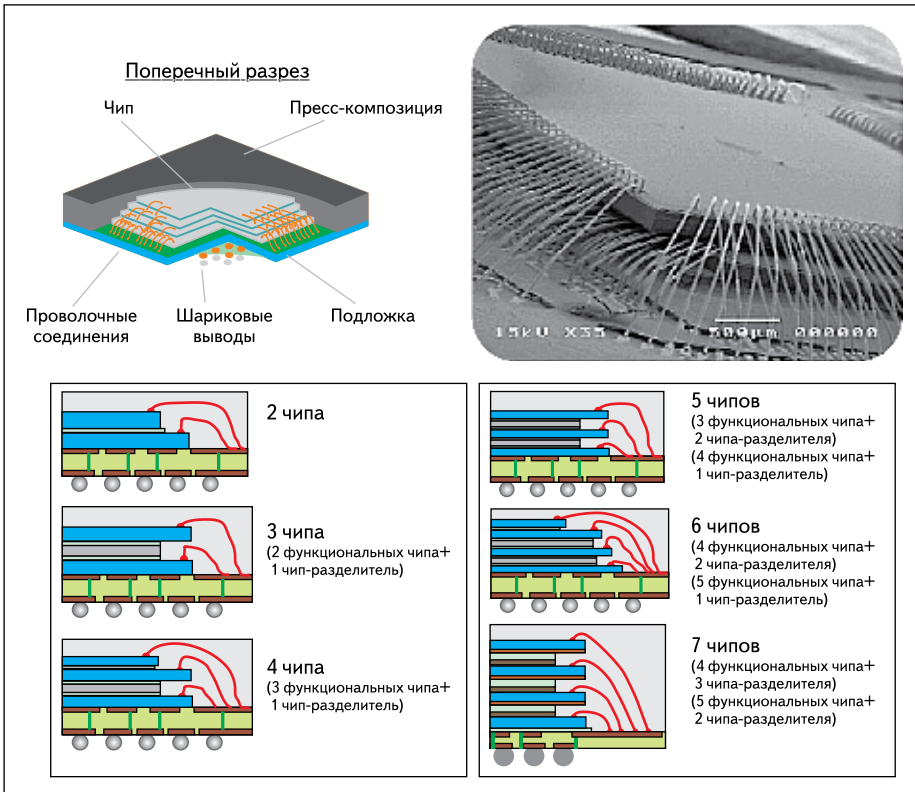 Поперечный разрез
Чип
Пресс-композиция
Проволочные
соединения
Шариковые
выводы
Подложка
15kV X35 500µm 000000
2 чипа
3 чипа
(2 функциональных чипа+
1 чип-разделитель)
4 чипа
(3 функциональных чипа+
1 чип-разделитель)
5 чипов
(3 функциональных чипа+
2 чипа-разделителя)
(4 функциональных чипа+
1 чип-разделитель)
6 чипов
(4 функциональных чипа+
2 чипа-разделителя)
(5 функциональных чипа+
1 чип-разделитель)
7 чипов
(4 функциональных чипа+
3 чипа-разделителя)
(5 функциональных чипа+
2 чипа-разделителя)